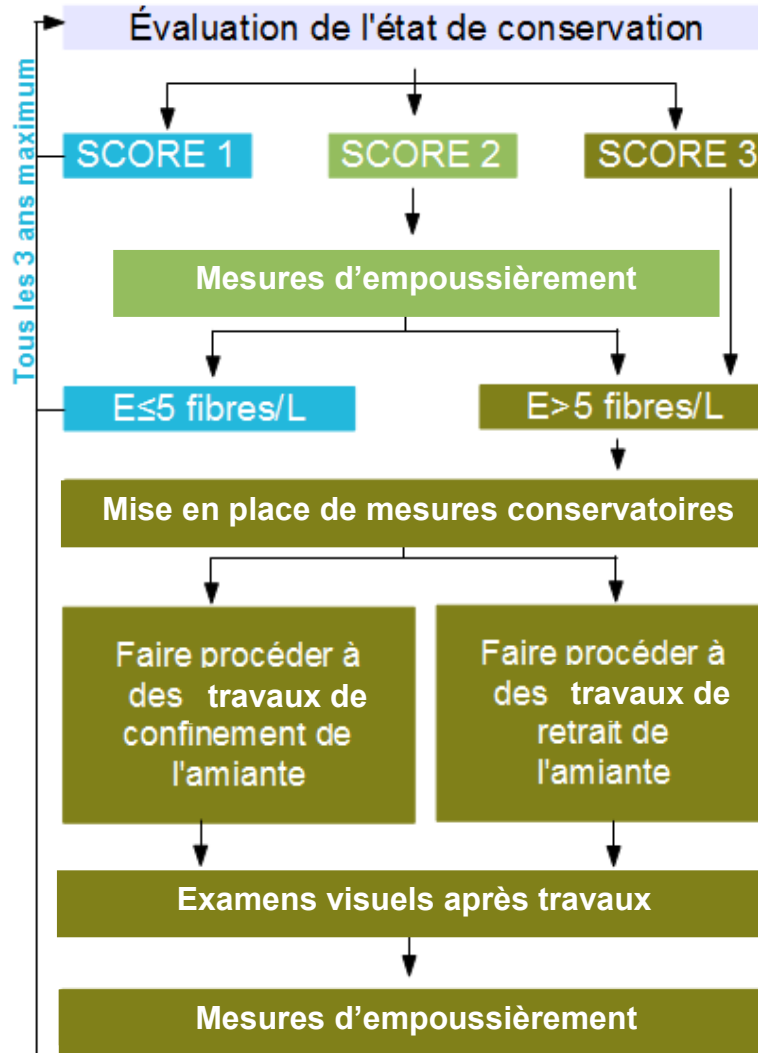 Évaluation de l'état de conservation
Tous les 3 ans maximum
SCORE 1
SCORE 2
SCORE 3
Mesures d’empoussièrement
E≤5 fibres/L
E>5 fibres/L
Mise en place de mesures conservatoires
Faire procéder à
des travaux de
confinement de
l'amiante
Faire procéder à
des travaux de
retrait de
l'amiante
Examens visuels après travaux
Mesures d’empoussièrement